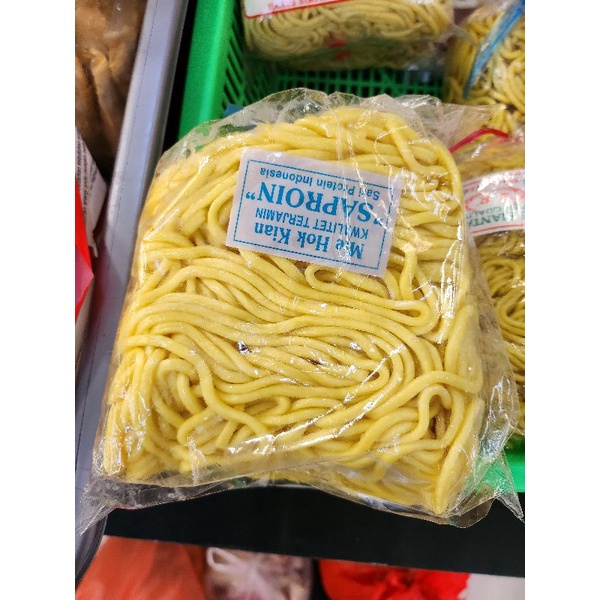 Mie Hok Kian
KWALITET TERJAMIN
"SAPROIN"
Sari Protein Indonesia